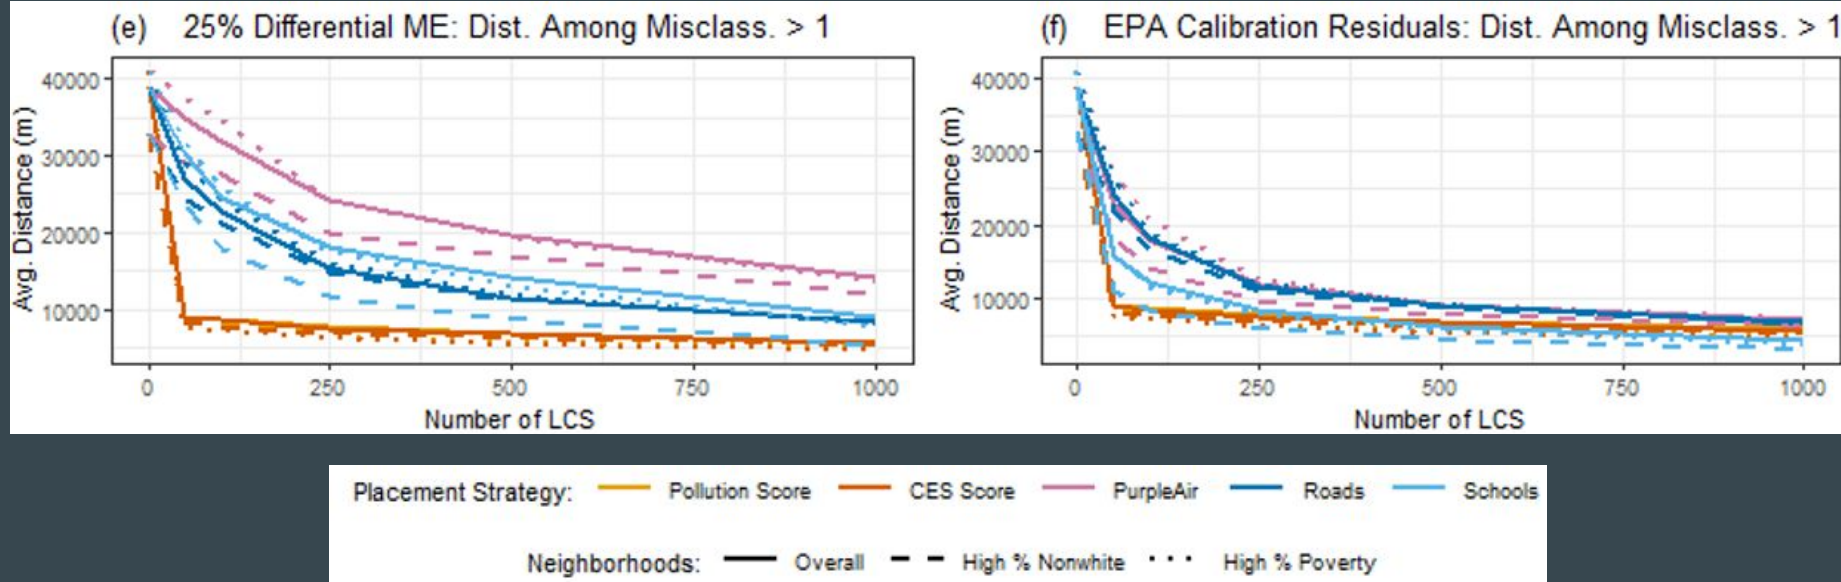 (e) 25% Differential ME: Dist. Among Misclass. > 1
Avg. Distance (m)
40000
30000
20000
10000
0 250 500 750 1000
Number of LCS
(f) EPA Calibration Residuals: Dist. Among Misclass. > 1
Avg. Distance (m)
40000
30000
20000
10000
0 250 500 750 1000
Number of LCS
Placement Strategy: Pollution Score CES Score PurpleAir Roads Schools
Neighborhoods: Overall High % Nonwhite High % Poverty